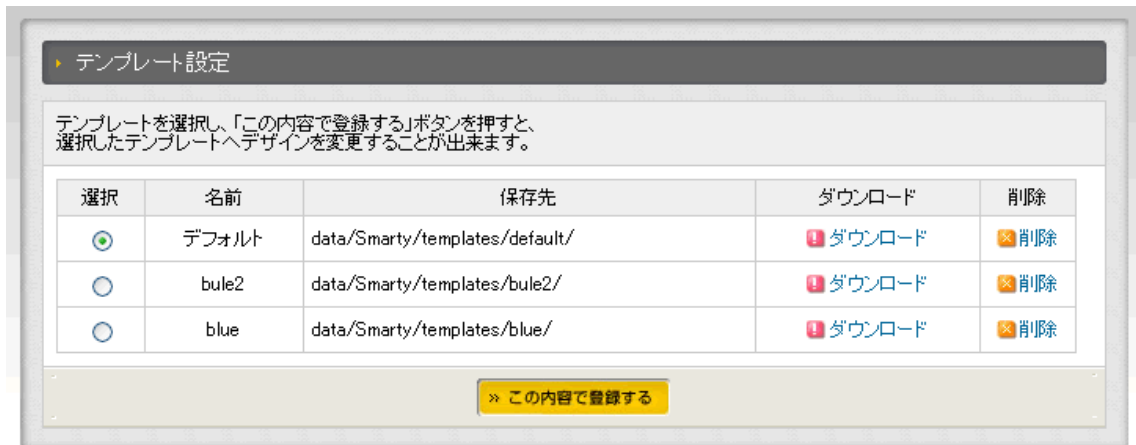 テンプレート設定
テンプレートを選択し、「この内容で登録する」ボタンを押すと、
選択したテンプレートへデザインを変更することが出来ます。
選択 名前 保存先 ダウンロード 削除
デフォルト data/Smarty/templates/default/ ダウンロード 削除
bule2 data/Smarty/templates/bule2/ ダウンロード 削除
blue data/Smarty/templates/blue/ ダウンロード 削除
» この内容で登録する